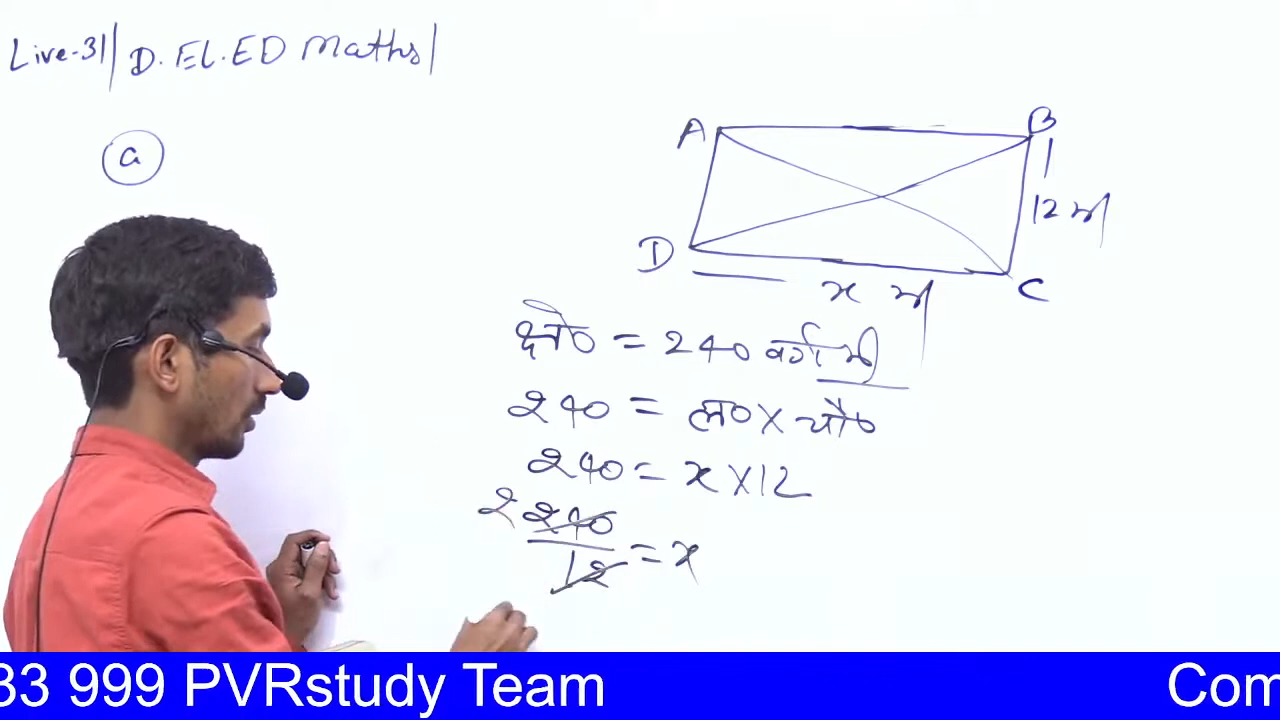 Live-31| D. EL. ED Maths|
a
A
B
12 मी
D
C
x मी
क्षे० = 240 वर्ग मी
240 = ल० X चौ०
240 = x X 12
2
240
12
= x
33 999 PVRstudy Team
Com